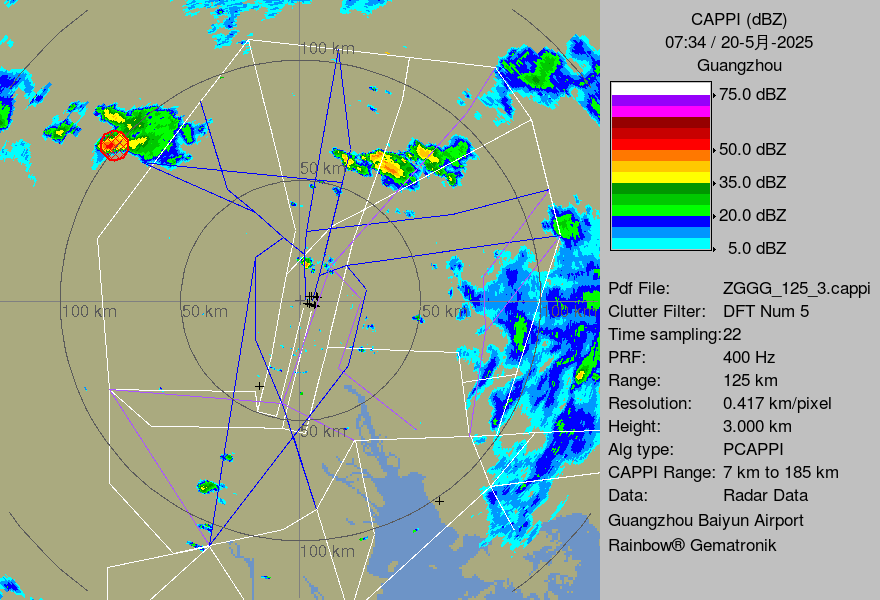 CAPPI (dBZ)
07:34 / 20-5月-2025
Guangzhou
75.0 dBZ
50.0 dBZ
35.0 dBZ
20.0 dBZ
5.0 dBZ
Pdf File: ZGGG_125_3.cappi
Clutter Filter: DFT Num 5
Time sampling:22
PRF: 400 Hz
Range: 125 km
Resolution: 0.417 km/pixel
Height: 3.000 km
Alg type: PCAPPI
CAPPI Range: 7 km to 185 km
Data: Radar Data
Guangzhou Baiyun Airport
Rainbow® Gematronik
100 km
50 km
100 km
50 km
50 km
100 km
50 km
100 km